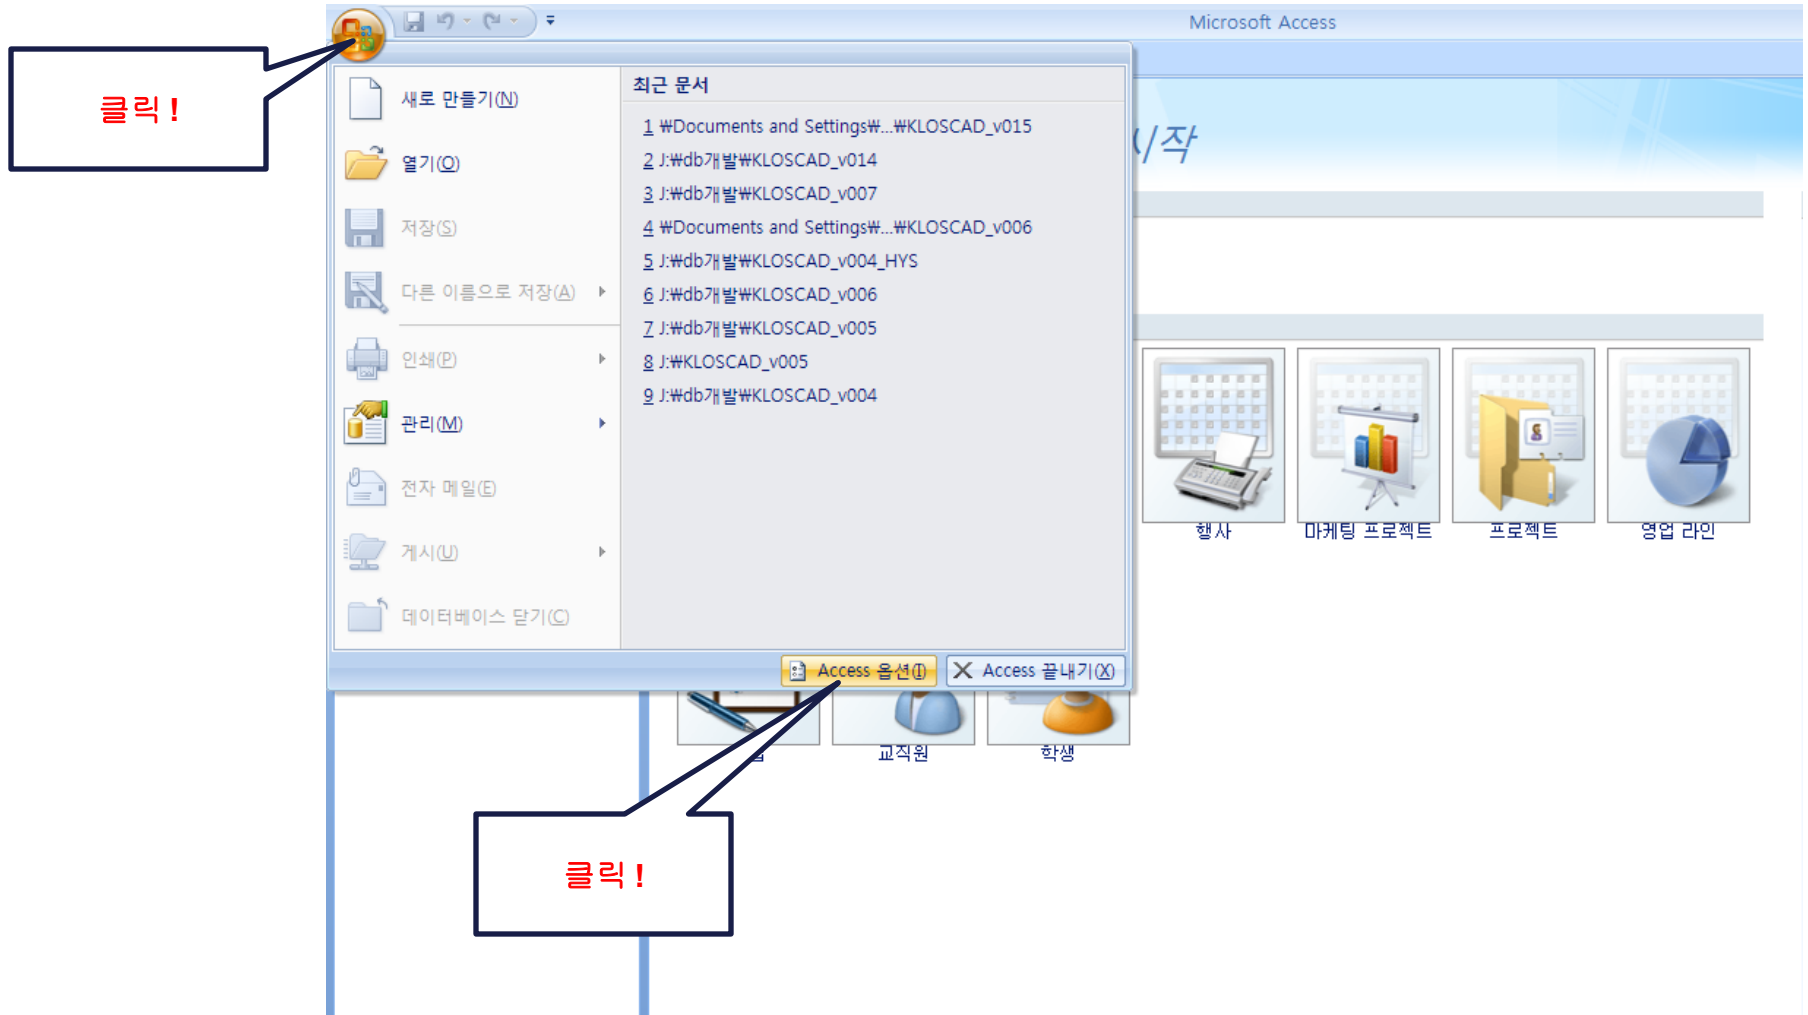 Microsoft Access
클릭 !
새로 만들기(N)
열기(O)
저장(S)
다른 이름으로 저장(A)
인쇄(P)
관리(M)
전자 메일(E)
게시(U)
데이터베이스 닫기(C)
최근 문서
1 ₩Documents and Settings₩...₩KLOSCAD_v015
2 J:₩db개발₩KLOSCAD_v014
3 J:₩db개발₩KLOSCAD_v007
4 ₩Documents and Settings₩...₩KLOSCAD_v006
5 J:₩db개발₩KLOSCAD_v004_HYS
6 J:₩db개발₩KLOSCAD_v006
7 J:₩db개발₩KLOSCAD_v005
8 J:₩KLOSCAD_v005
9 J:₩db개발₩KLOSCAD_v004
Access 옵션(I)
Access 끝내기(X)
행사
마케팅 프로젝트
프로젝트
영업 라인
교직원
학생
클릭 !